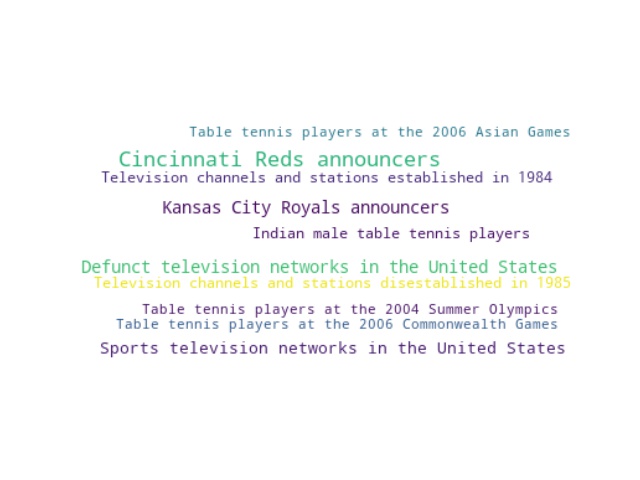 Table tennis players at the 2006 Asian Games
Cincinnati Reds announcers
Television channels and stations established in 1984
Kansas City Royals announcers
Indian male table tennis players
Defunct television networks in the United States
Television channels and stations disestablished in 1985
Table tennis players at the 2004 Summer Olympics
Table tennis players at the 2006 Commonwealth Games
Sports television networks in the United States